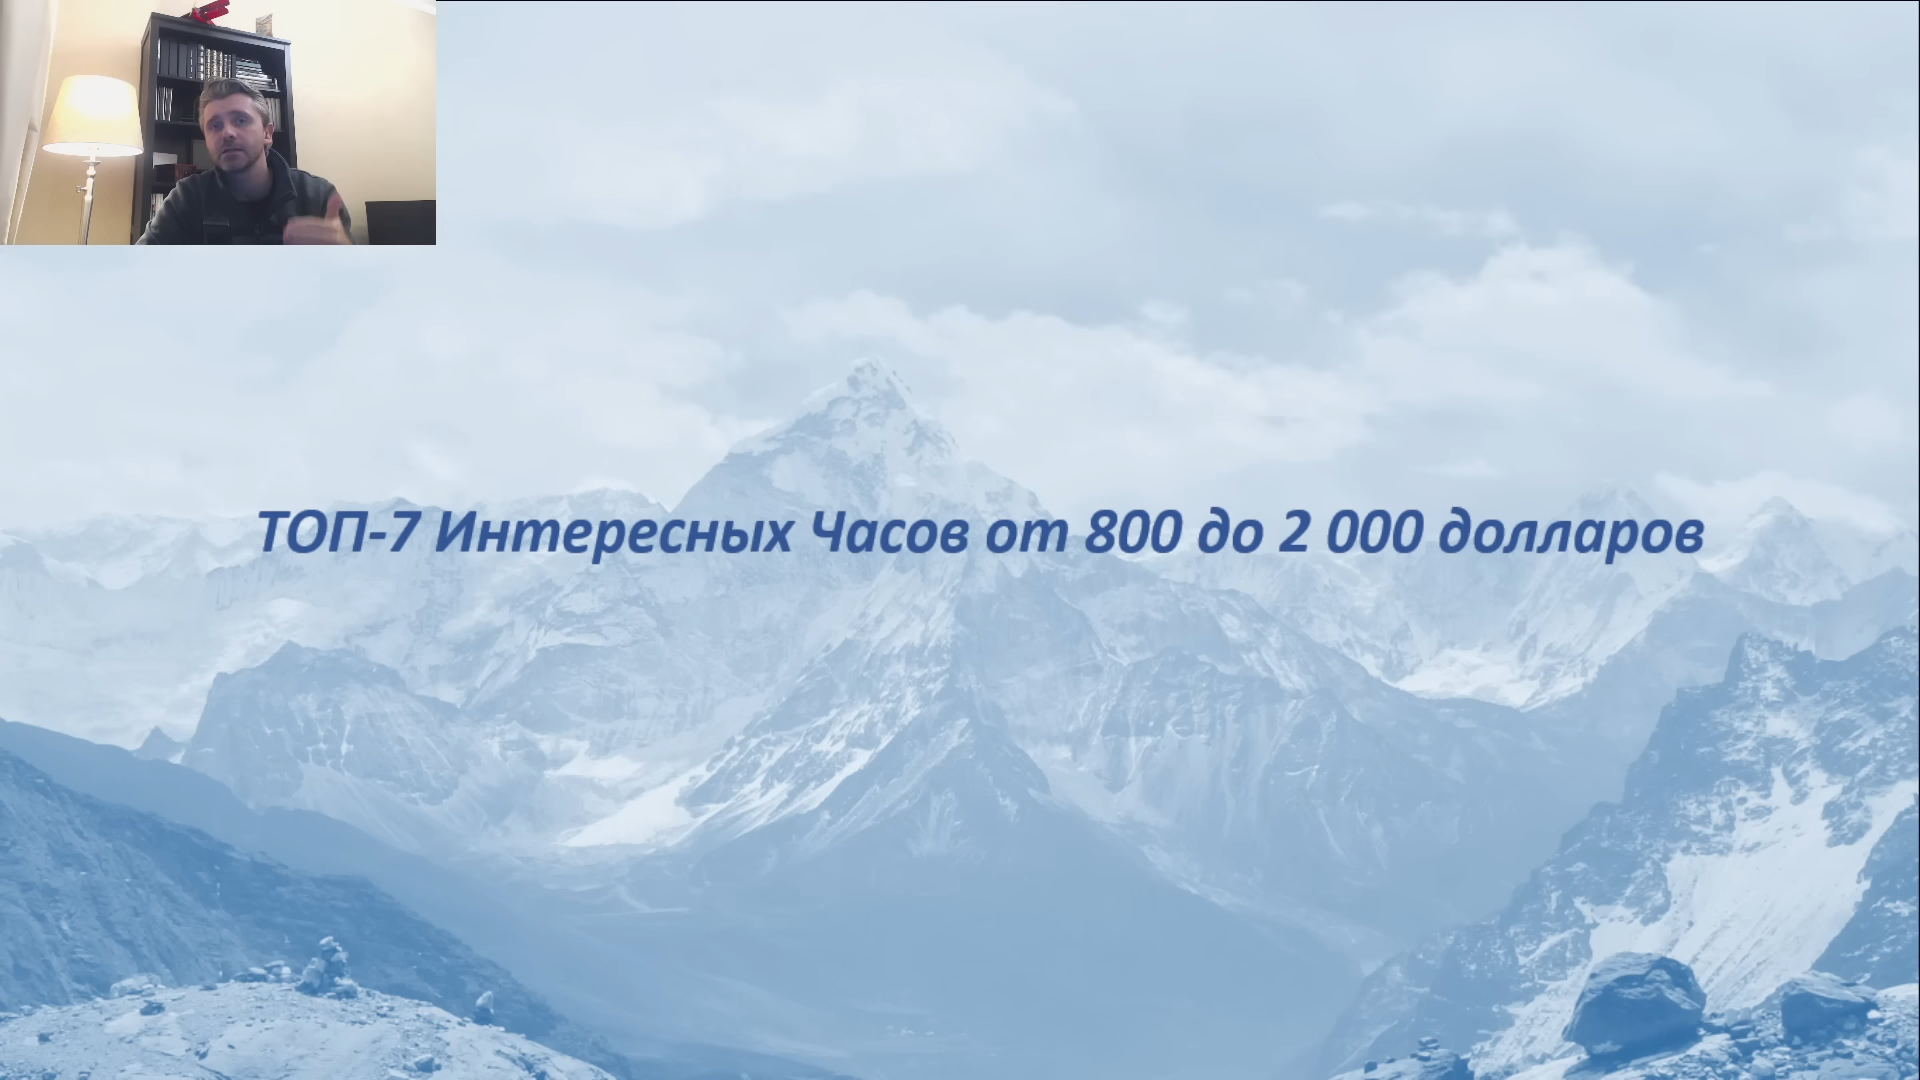 ТОП-7 Интересных Часов от 800 до 2 000 долларов